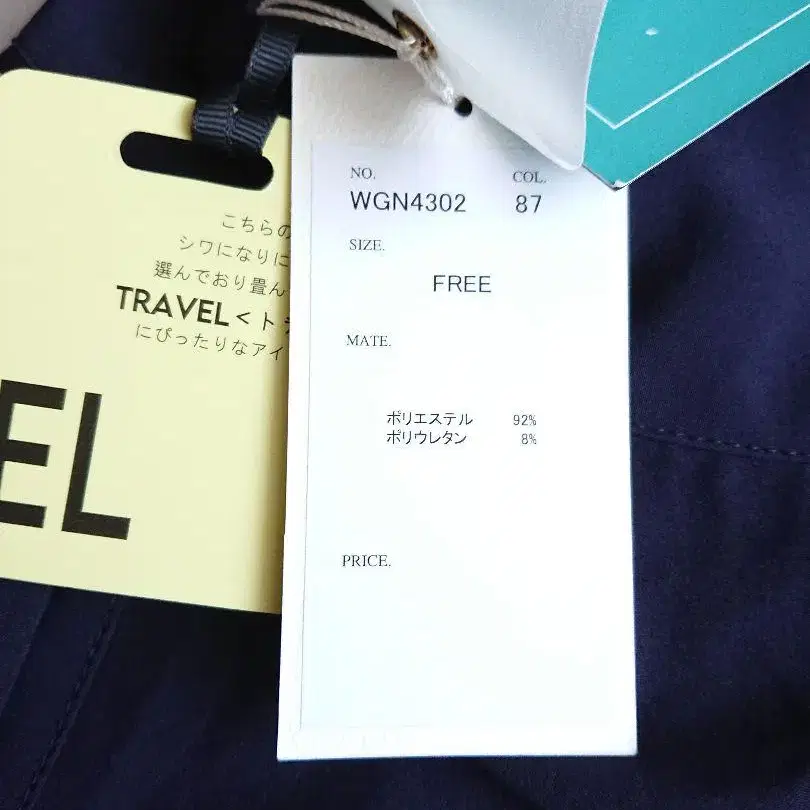 こちらの
シワになりに
選んでおり畳ん
TRAVEL<ト
にぴったりなアイ
EL
NO. COL.
WGN4302 87
SIZE.
FREE
MATE.
ポリエステル 92%
ポリウレタン 8%
PRICE.